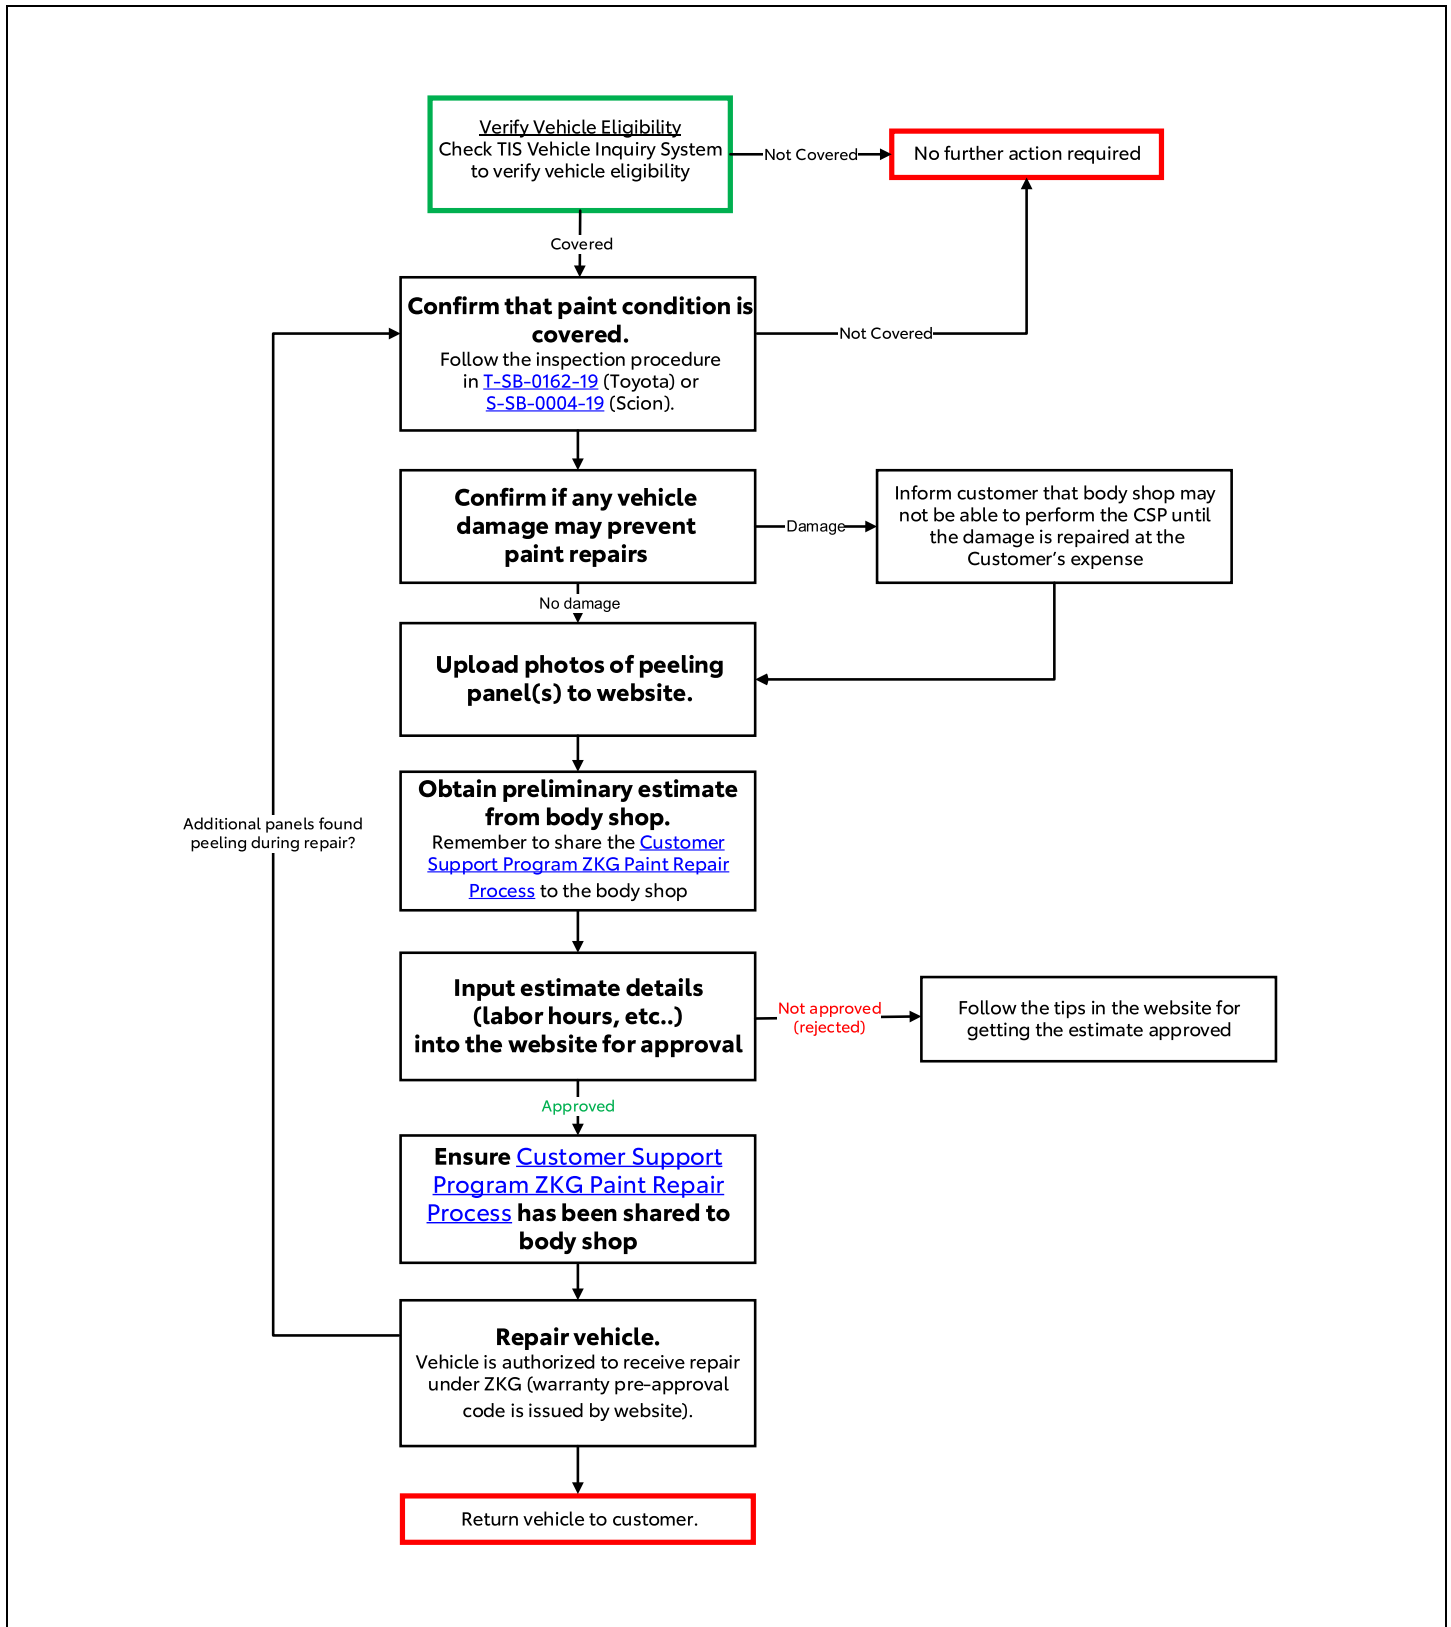 Verify Vehicle Eligibility
Check TIS Vehicle Inquiry System
to verify vehicle eligibility
Not Covered
No further action required
Covered
Confirm that paint condition is
covered.
Follow the inspection procedure
in T-SB-0162-19 (Toyota) or
S-SB-0004-19 (Scion).
Not Covered
Confirm if any vehicle
damage may prevent
paint repairs
Damage
Inform customer that body shop may
not be able to perform the CSP until
the damage is repaired at the
Customer's expense
No damage
Upload photos of peeling
panel(s) to website.
Obtain preliminary estimate
from body shop.
Remember to share the Customer
Support Program ZKG Paint Repair
Process to the body shop
Additional panels found
peeling during repair?
Input estimate details
(labor hours, etc..)
into the website for approval
Not approved
(rejected)
Follow the tips in the website for
getting the estimate approved
Approved
Ensure Customer Support
Program ZKG Paint Repair
Process has been shared to
body shop
Repair vehicle.
Vehicle is authorized to receive repair
under ZKG (warranty pre-approval
code is issued by website).
Return vehicle to customer.